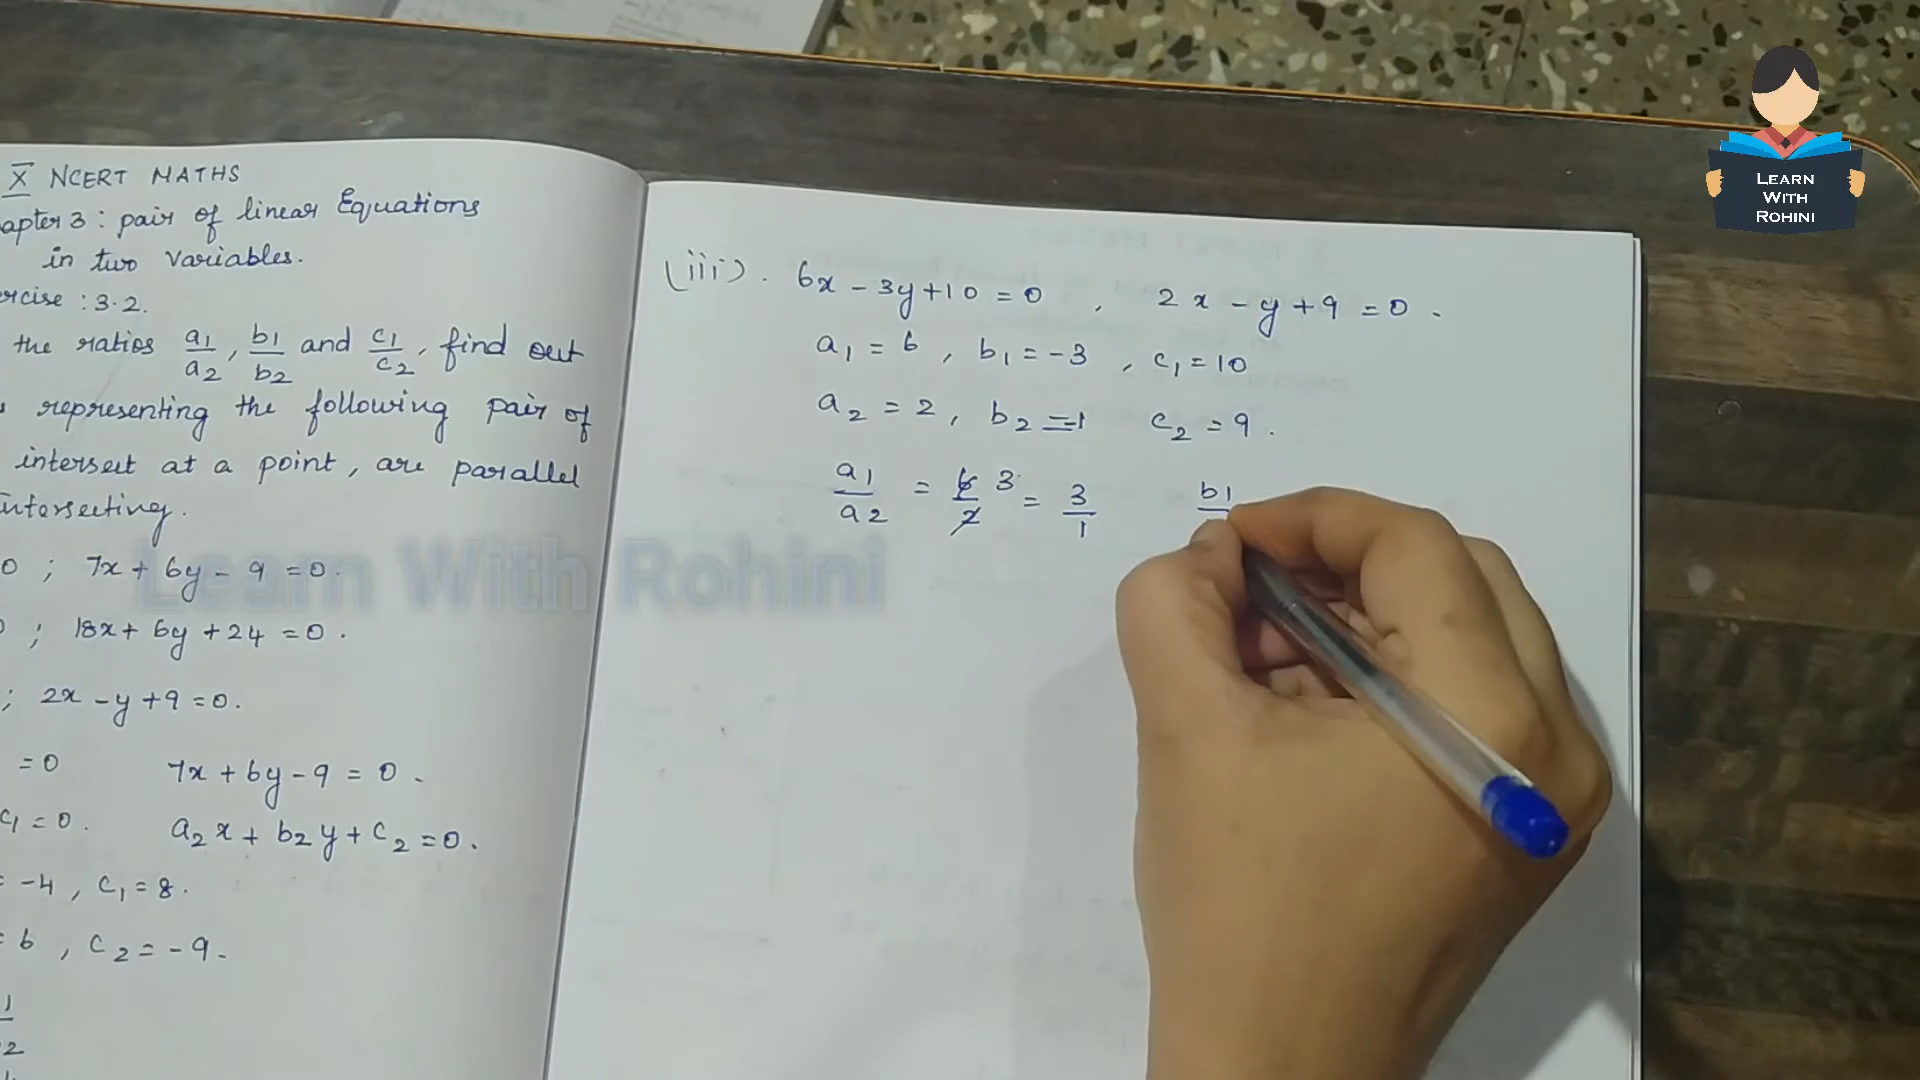 X NCERT MATHS
apter 3 : pair of linear Equations
in two variables.
ercise : 3.2.
the ratios a1/a2, b1/b2 and c1/c2, find out
representing the following pair of
intersect at a point, are parallel
intersecting.
0 ; 7x + 6y - 9 = 0.
; 18x + 6y + 24 = 0.
; 2x - y + 9 = 0.
= 0 7x + 6y - 9 = 0.
c1 = 0. a2x + b2y + c2 = 0.
= -4, c1 = 8.
= 6, c2 = -9.
(iii). 6x - 3y + 10 = 0, 2x - y + 9 = 0.
a1 = 6, b1 = -3, c1 = 10
a2 = 2, b2 = -1 c2 = 9.
a1/a2 = 6/2 3 = 3/1 b1
LEARN
WITH
ROHINI
Learn With Rohini